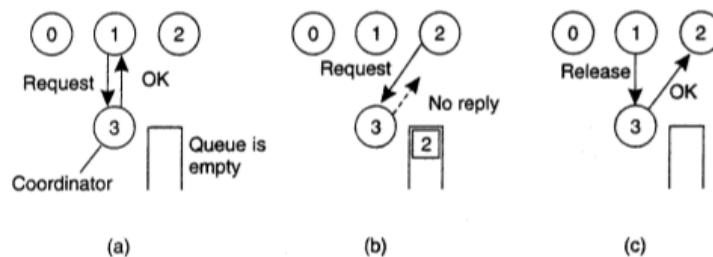 0 1 2
Request OK
3
Coordinator
Queue is
empty
(a)
0 1 2
Request
No reply
3
2
(b)
0 1 2
Release
OK
3
(c)